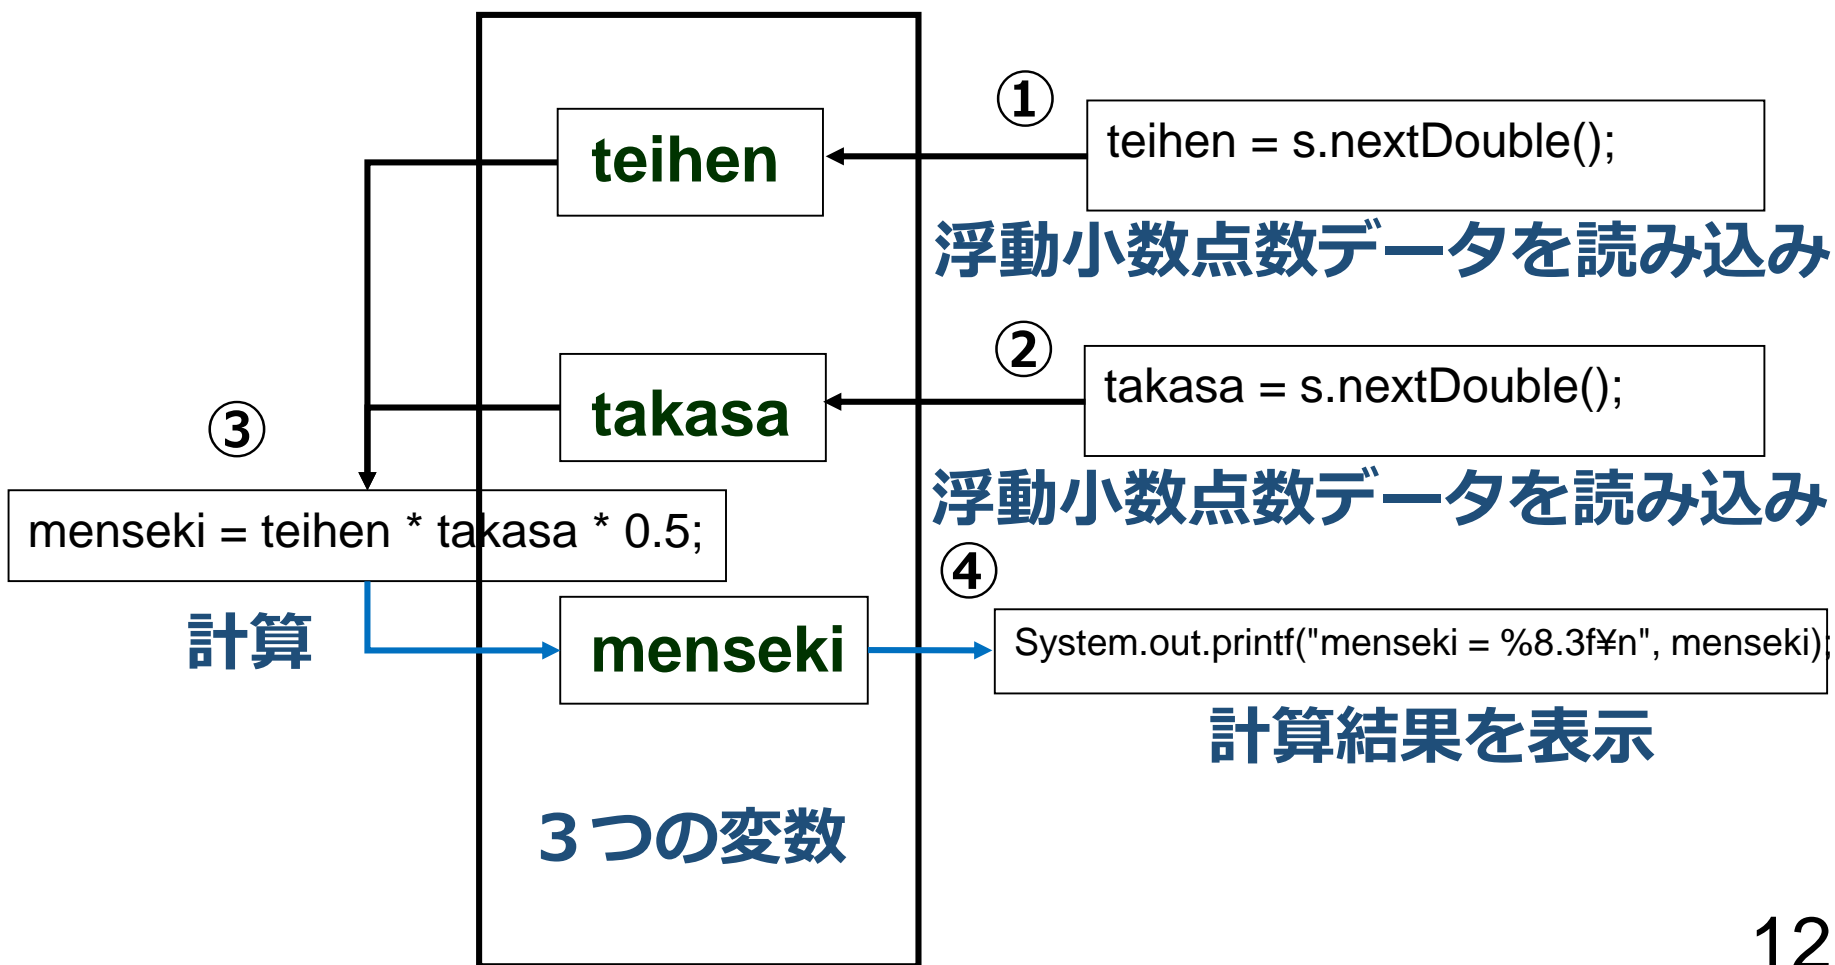 ①
teihen = s.nextDouble();
teihen
浮動小数点数データを読み込み
②
takasa = s.nextDouble();
takasa
浮動小数点数データを読み込み
③
menseki = teihen * takasa * 0.5;
計算
④
menseki
System.out.printf("menseki = %8.3f¥n", menseki);
計算結果を表示
３つの変数
12